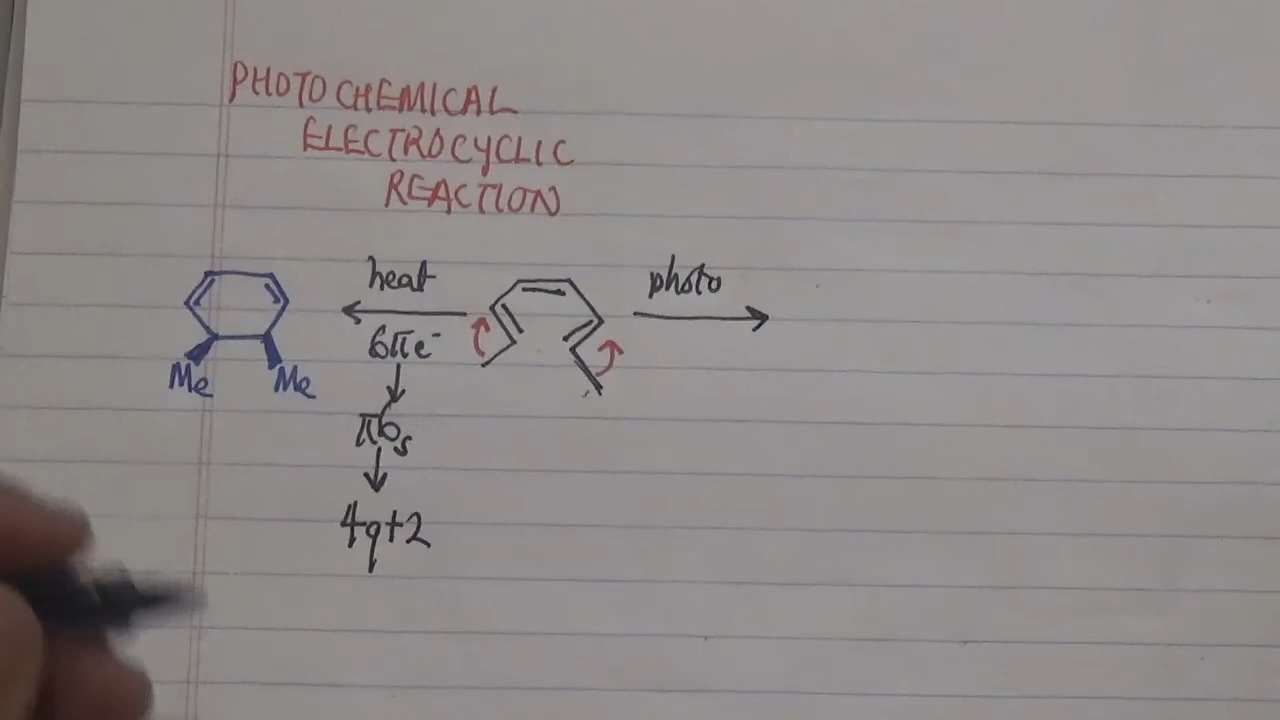 PHOTOCHEMICAL
ELECTROCYCLIC
REACTION
heat
photo
6πe⁻
Me
Me
π6s
4q+2